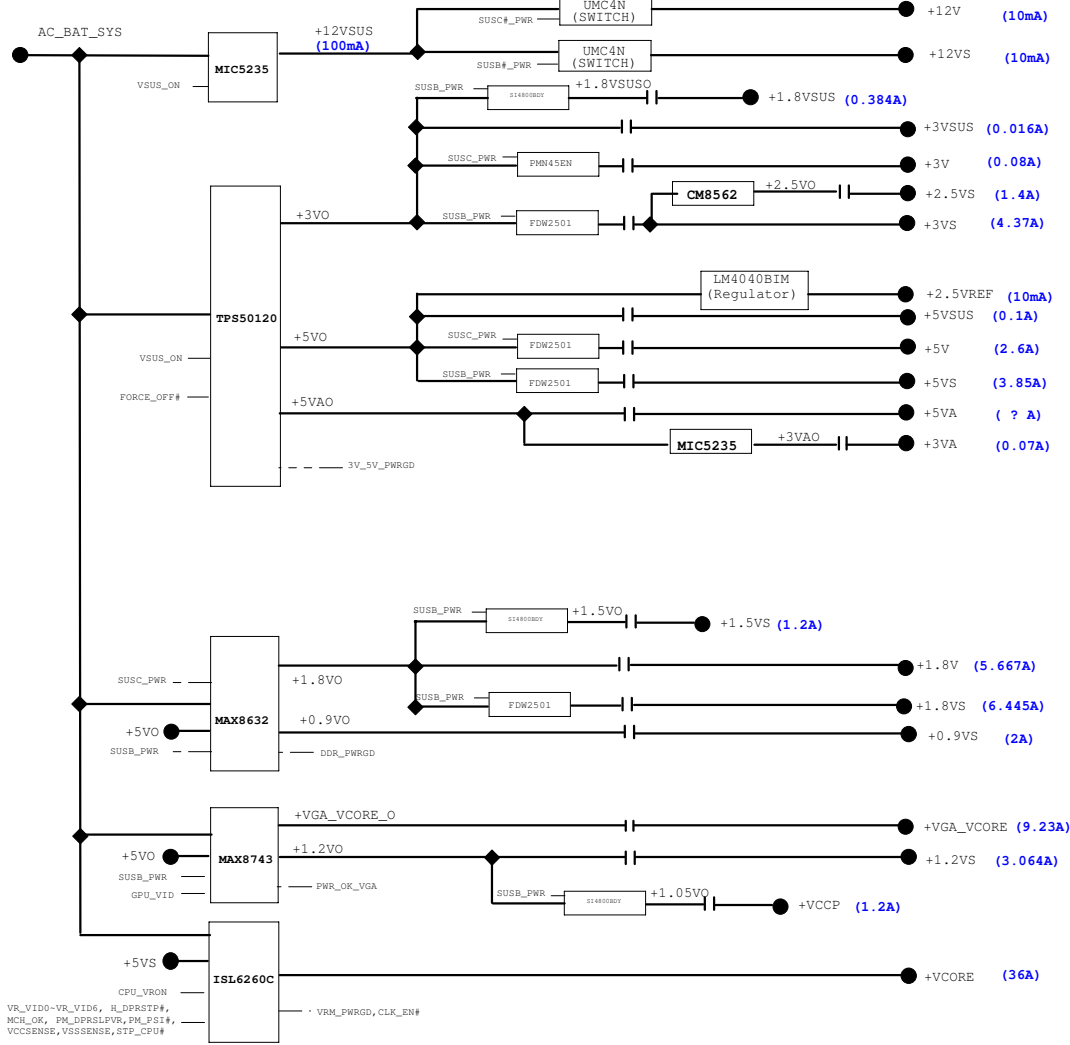 UMC4N
(SWITCH)
SUSC#_PWR
+12V
(10mA)
AC_BAT_SYS
+12VSUS
(100mA)
MIC5235
VSUS_ON
UMC4N
(SWITCH)
SUSB#_PWR
+12VS
(10mA)
SUSB_PWR
SI4800BDY
+1.8VSUSO
+1.8VSUS
(0.384A)
+3VSUS
(0.016A)
SUSC_PWR
PMN45EN
+3V
(0.08A)
CM8562
+2.5VO
+2.5VS
(1.4A)
+3VO
SUSB_PWR
FDW2501
+3VS
(4.37A)
LM4040BIM
(Regulator)
+2.5VREF
(10mA)
TPS50120
+5VSUS
(0.1A)
+5VO
SUSC_PWR
FDW2501
+5V
(2.6A)
VSUS_ON
SUSB_PWR
FDW2501
+5VS
(3.85A)
FORCE_OFF#
+5VAO
+5VA
( ? A)
MIC5235
+3VAO
+3VA
(0.07A)
3V_5V_PWRGD
SUSB_PWR
SI4800BDY
+1.5VO
+1.5VS
(1.2A)
SUSC_PWR
+1.8VO
+1.8V
(5.667A)
SUSB_PWR
FDW2501
+1.8VS
(6.445A)
MAX8632
+5VO
+0.9VO
+0.9VS
(2A)
SUSB_PWR
DDR_PWRGD
+VGA_VCORE_O
+VGA_VCORE
(9.23A)
+5VO
MAX8743
+1.2VO
+1.2VS
(3.064A)
SUSB_PWR
GPU_VID
PWR_OK_VGA
SUSB_PWR
SI4800BDY
+1.05VO
+VCCP
(1.2A)
+5VS
ISL6260C
+VCORE
(36A)
CPU_VRON
VR_VID0~VR_VID6, H_DPRSTP#,
MCH_OK, PM_DPRSLPVR,PM_PSI#,
VCCSENSE,VSSSENSE,STP_CPU#
VRM_PWRGD,CLK_EN#